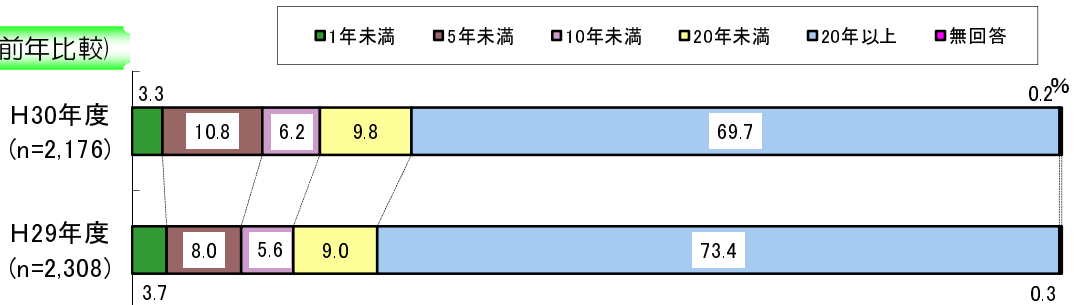 1年未満 5年未満 10年未満 20年未満 20年以上 無回答
前年比較)
%
3.3 0.2
H30年度
(n=2,176)
10.8 6.2 9.8 69.7
H29年度
(n=2,308)
8.0 5.6 9.0 73.4
3.7 0.3